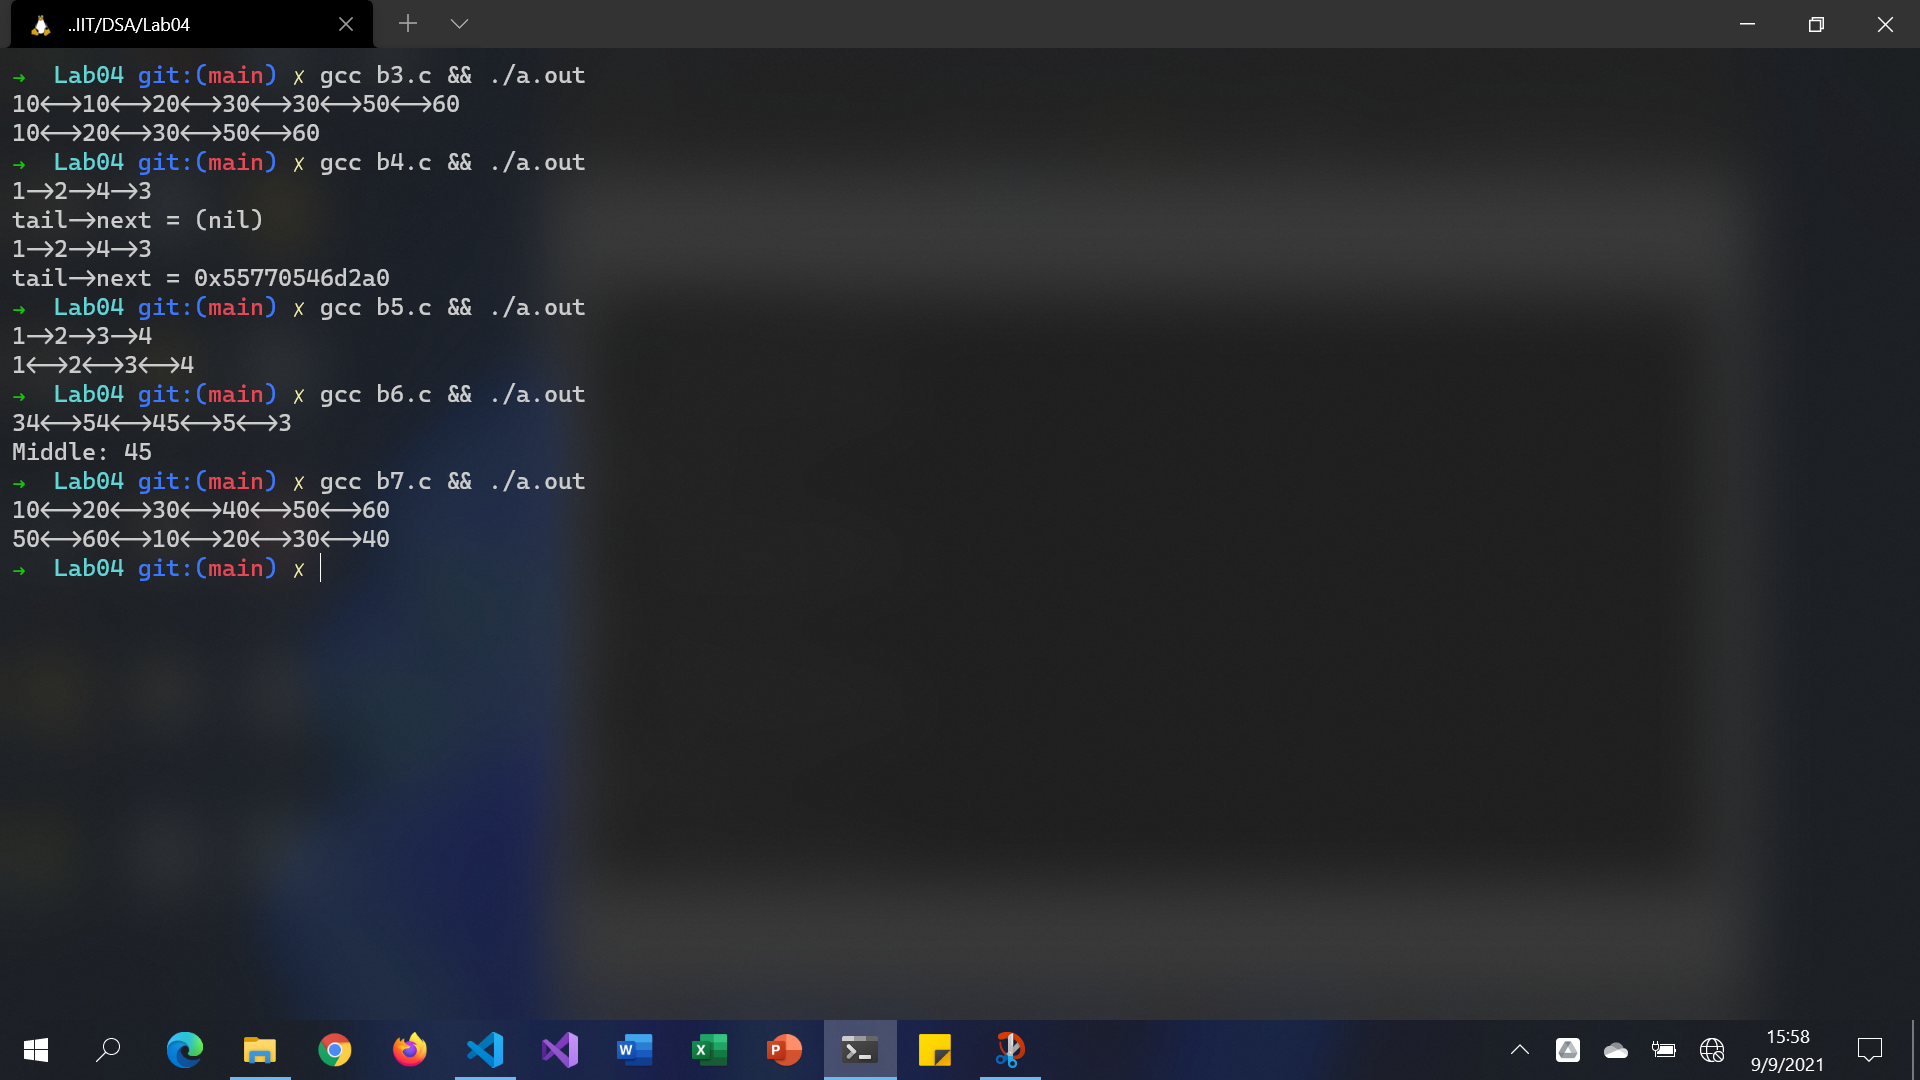 ..IIT/DSA/Lab04
→ Lab04 git:(main) ✗ gcc b3.c && ./a.out
10<-->10<-->20<-->30<-->30<-->50<-->60
10<-->20<-->30<-->50<-->60
→ Lab04 git:(main) ✗ gcc b4.c && ./a.out
1-->2-->4-->3
tail-->next = (nil)
1-->2-->4-->3
tail-->next = 0x55770546d2a0
→ Lab04 git:(main) ✗ gcc b5.c && ./a.out
1-->2-->3-->4
1<-->2<-->3<-->4
→ Lab04 git:(main) ✗ gcc b6.c && ./a.out
34<-->54<-->45<-->5<-->3
Middle: 45
→ Lab04 git:(main) ✗ gcc b7.c && ./a.out
10<-->20<-->30<-->40<-->50<-->60
50<-->60<-->10<-->20<-->30<-->40
→ Lab04 git:(main) ✗
15:58
9/9/2021